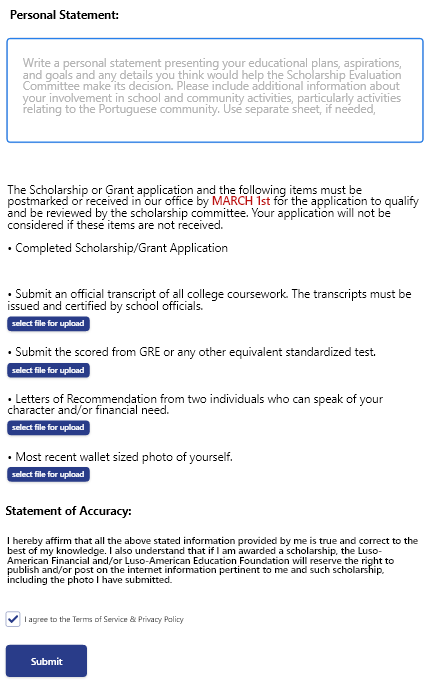 Personal Statement:
Write a personal statement presenting your educational plans, aspirations,
and goals and any details you think would help the Scholarship Evaluation
Committee make its decision. Please include additional information about
your involvement in school and community activities, particularly activities
relating to the Portuguese community. Use separate sheet, if needed,
The Scholarship or Grant application and the following items must be
postmarked or received in our office by MARCH 1st for the application to qualify
and be reviewed by the scholarship committee. Your application will not be
considered if these items are not received.
• Completed Scholarship/Grant Application
• Submit an official transcript of all college coursework. The transcripts must be
issued and certified by school officials.
select file for upload
• Submit the scored from GRE or any other equivalent standardized test.
select file for upload
• Letters of Recommendation from two individuals who can speak of your
character and/or financial need.
select file for upload
• Most recent wallet sized photo of yourself.
select file for upload
Statement of Accuracy:
I hereby affirm that all the above stated information provided by me is true and correct to the
best of my knowledge. I also understand that if I am awarded a scholarship, the Luso-
American Financial and/or Luso-American Education Foundation will reserve the right to
publish and/or post on the internet information pertinent to me and such scholarship,
including the photo I have submitted.
I agree to the Terms of Service & Privacy Policy
Submit